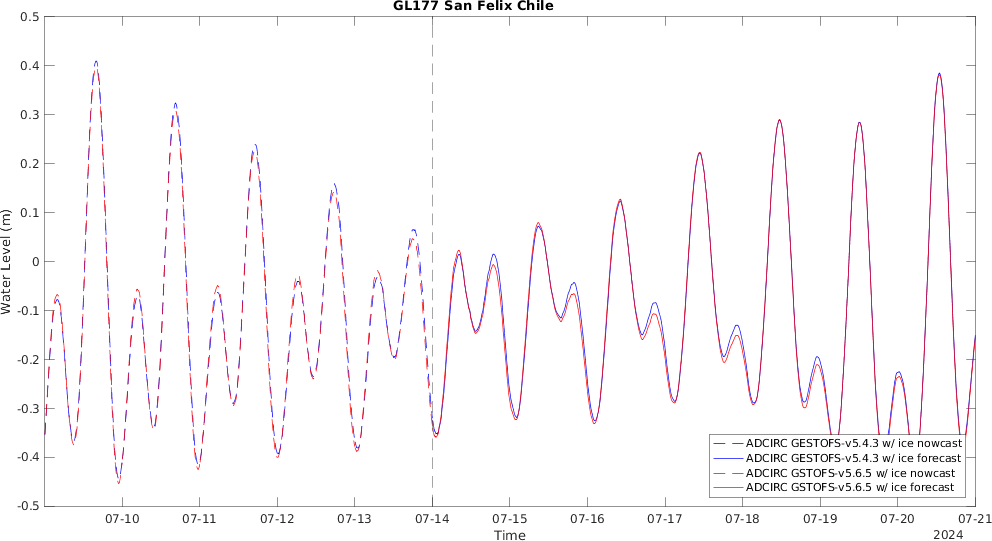 GL177 San Felix Chile
0.5
0.4
0.3
0.2
0.1
0
-0.1
-0.2
-0.3
-0.4
-0.5
Water Level (m)
ADCIRC GESTOFS-v5.4.3 w/ ice nowcast
ADCIRC GESTOFS-v5.4.3 w/ ice forecast
ADCIRC GSTOFS-v5.6.5 w/ ice nowcast
ADCIRC GSTOFS-v5.6.5 w/ ice forecast
07-10 07-11 07-12 07-13 07-14 07-15 07-16 07-17 07-18 07-19 07-20 07-21
Time
2024